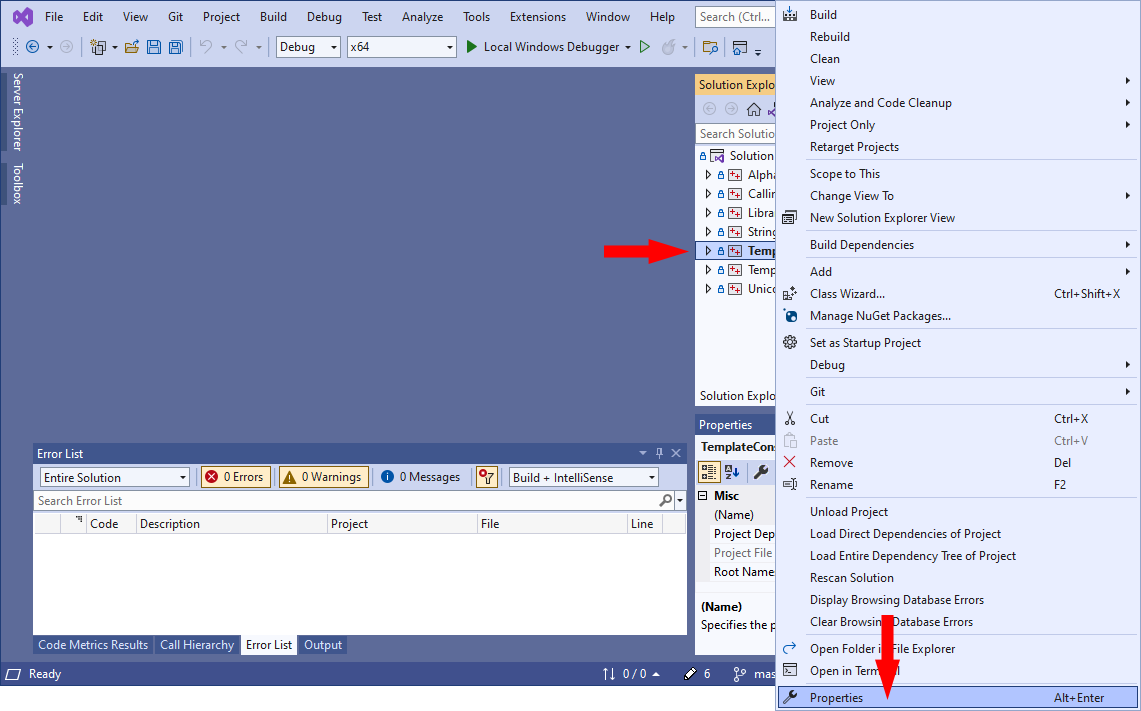 File Edit View Git Project Build Debug Test Analyze Tools Extensions Window Help Search (Ctrl...
Debug x64 Local Windows Debugger
Server Explorer
Toolbox
Solution Explo
Search Solutio
Solution
Alpha
Callin
Libra
String
Temp
Temp
Unico
Solution Explo
Properties
TemplateCons
Misc
(Name)
Project Dep
Project File
Root Name
(Name)
Specifies the p
Error List
Entire Solution 0 Errors 0 Warnings 0 Messages Build + IntelliSense
Search Error List
Code Description Project File Line
Code Metrics Results Call Hierarchy Error List Output
Ready 0 / 0 6 mas
Build
Rebuild
Clean
View
Analyze and Code Cleanup
Project Only
Retarget Projects
Scope to This
Change View To
New Solution Explorer View
Build Dependencies
Add
Class Wizard... Ctrl+Shift+X
Manage NuGet Packages...
Set as Startup Project
Debug
Git
Cut Ctrl+X
Paste Ctrl+V
Remove Del
Rename F2
Unload Project
Load Direct Dependencies of Project
Load Entire Dependency Tree of Project
Rescan Solution
Display Browsing Database Errors
Clear Browsing Database Errors
Open Folder in File Explorer
Open in Terminal
Properties Alt+Enter